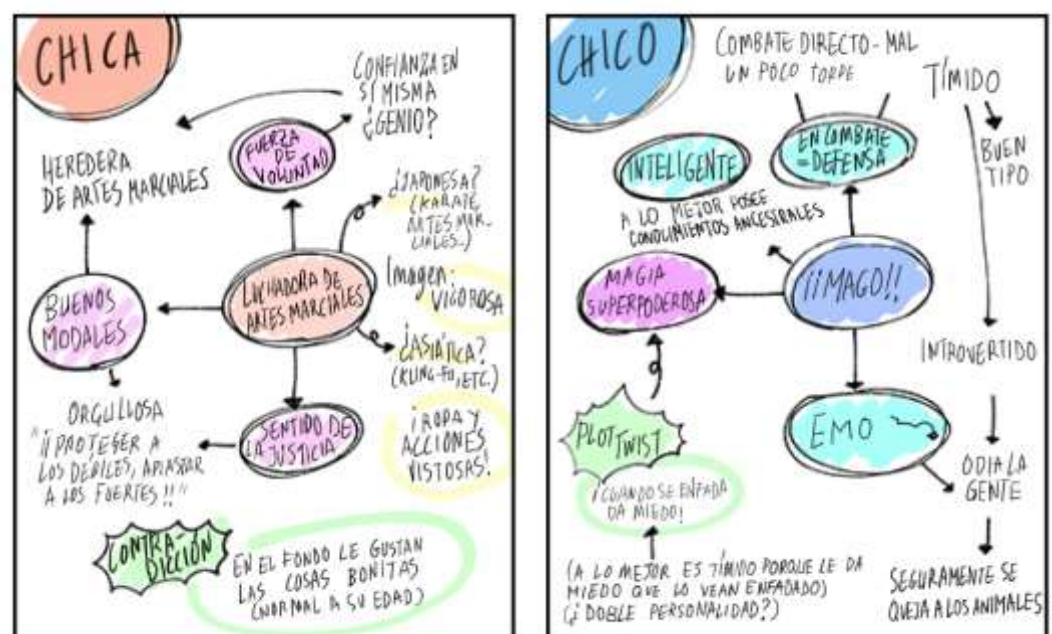 CHICA
CONFIANZA EN
SÍ MISMA
¿GENIO?
FUERZA
DE
VOLUNTAD
HEREDERA
DE ARTES MARCIALES
¿JAPONESA?
(KARATE,
ARTES MAR-
CIALES...)
LUCHADORA DE
ARTES MARCIALES
Imagen:
VIGOROSA
BUENOS
MODALES
¿ASIÁTICA?
(KUNG-FU, ETC.)
ORGULLOSA
"¡¡PROTEGER A
LOS DÉBILES, APLASTAR
A LOS FUERTES!!"
SENTIDO DE
LA JUSTICIA
¡ROPA Y
ACCIONES
VISTOSAS!
CONTRA-
DICCIÓN
EN EL FONDO LE GUSTAN
LAS COSAS BONITAS
(NORMAL A SU EDAD)
CHICO
COMBATE DIRECTO - MAL
UN POCO TORPE
TÍMIDO
BUEN
TIPO
INTELIGENTE
EN COMBATE
= DEFENSA
A LO MEJOR POSEE
CONOCIMIENTOS ANCESTRALES
MAGIA
SUPERPODEROSA
¡¡MAGO!!
INTROVERTIDO
PLOT TWIST
¡CUANDO SE ENFADA
DA MIEDO!
EMO
ODIA LA
GENTE
(A LO MEJOR ES TÍMIDO PORQUE LE DA
MIEDO QUE LO VEAN ENFADADO)
(¿DOBLE PERSONALIDAD?)
SEGURAMENTE SE
QUEJA A LOS ANIMALES